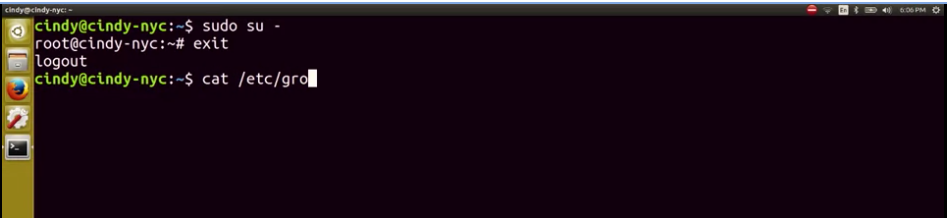 cindy@cindy-nyc: ~
En
6:06 PM
cindy@cindy-nyc:~$ sudo su -
root@cindy-nyc:~# exit
logout
cindy@cindy-nyc:~$ cat /etc/gro